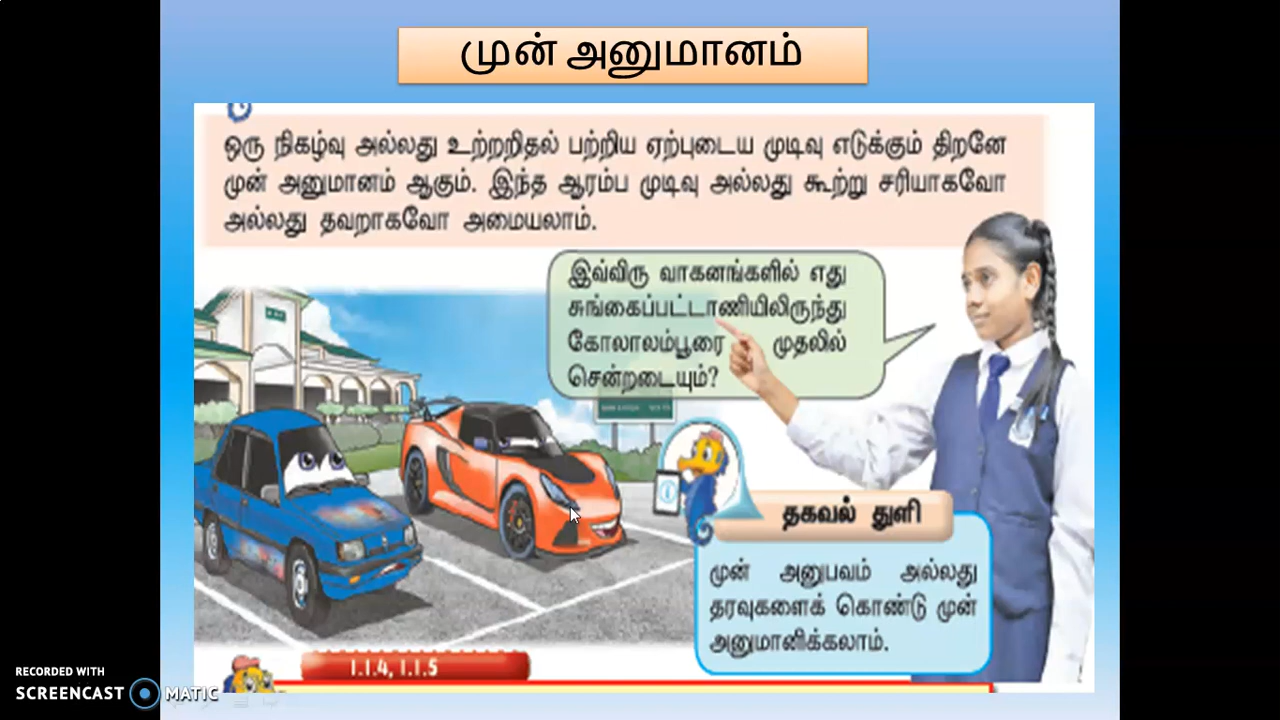 முன் அனுமானம்
ஒரு நிகழ்வு அல்லது உற்றறிதல் பற்றிய ஏற்புடைய முடிவு எடுக்கும் திறனே
முன் அனுமானம் ஆகும். இந்த ஆரம்ப முடிவு அல்லது கூற்று சரியாகவோ
அல்லது தவறாகவோ அமையலாம்.
இவ்விரு வாகனங்களில் எது
சுங்கைப்பட்டாணியிலிருந்து
கோலாலம்பூரை முதலில்
சென்றடையும்?
தகவல் துளி
முன் அனுபவம் அல்லது
தரவுகளைக் கொண்டு முன்
அனுமானிக்கலாம்.
1.1.4, 1.1.5
RECORDED WITH
SCREENCAST MATIC